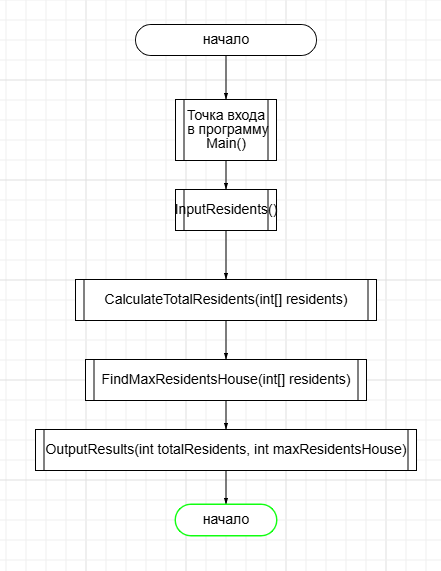 начало
Точка входа
в программу
Main()
InputResidents()
CalculateTotalResidents(int[] residents)
FindMaxResidentsHouse(int[] residents)
OutputResults(int totalResidents, int maxResidentsHouse)
начало